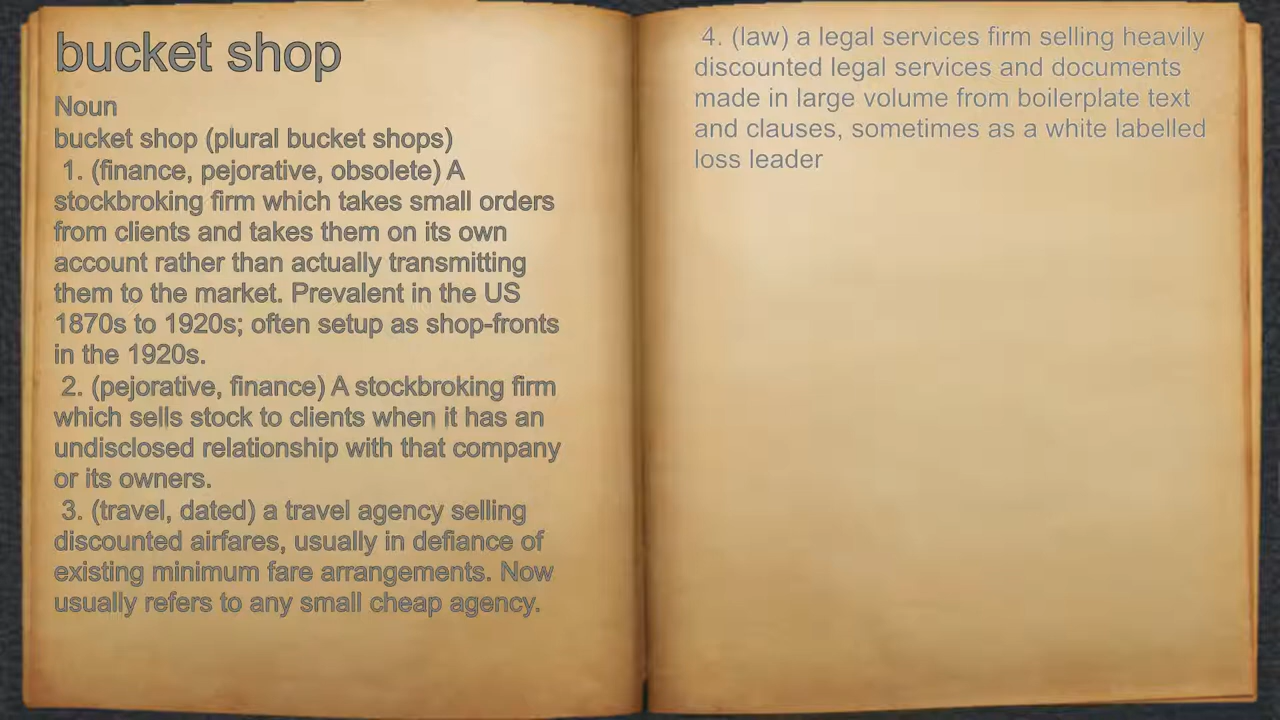 bucket shop
Noun
bucket shop (plural bucket shops)
1. (finance, pejorative, obsolete) A
stockbroking firm which takes small orders
from clients and takes them on its own
account rather than actually transmitting
them to the market. Prevalent in the US
1870s to 1920s; often setup as shop-fronts
in the 1920s.
2. (pejorative, finance) A stockbroking firm
which sells stock to clients when it has an
undisclosed relationship with that company
or its owners.
3. (travel, dated) a travel agency selling
discounted airfares, usually in defiance of
existing minimum fare arrangements. Now
usually refers to any small cheap agency.
4. (law) a legal services firm selling heavily
discounted legal services and documents
made in large volume from boilerplate text
and clauses, sometimes as a white labelled
loss leader